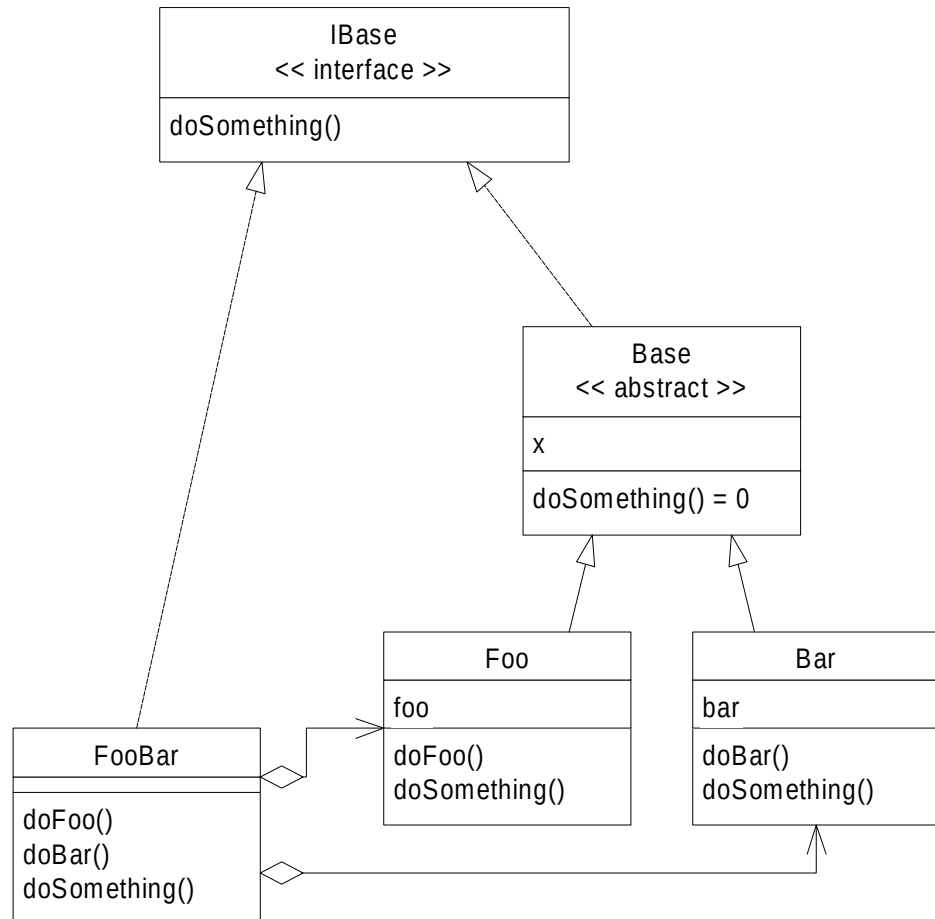 IBase
<< interface >>
doSomething()
Base
<< abstract >>
x
doSomething() = 0
Foo
foo
doFoo()
doSomething()
Bar
bar
doBar()
doSomething()
FooBar
doFoo()
doBar()
doSomething()